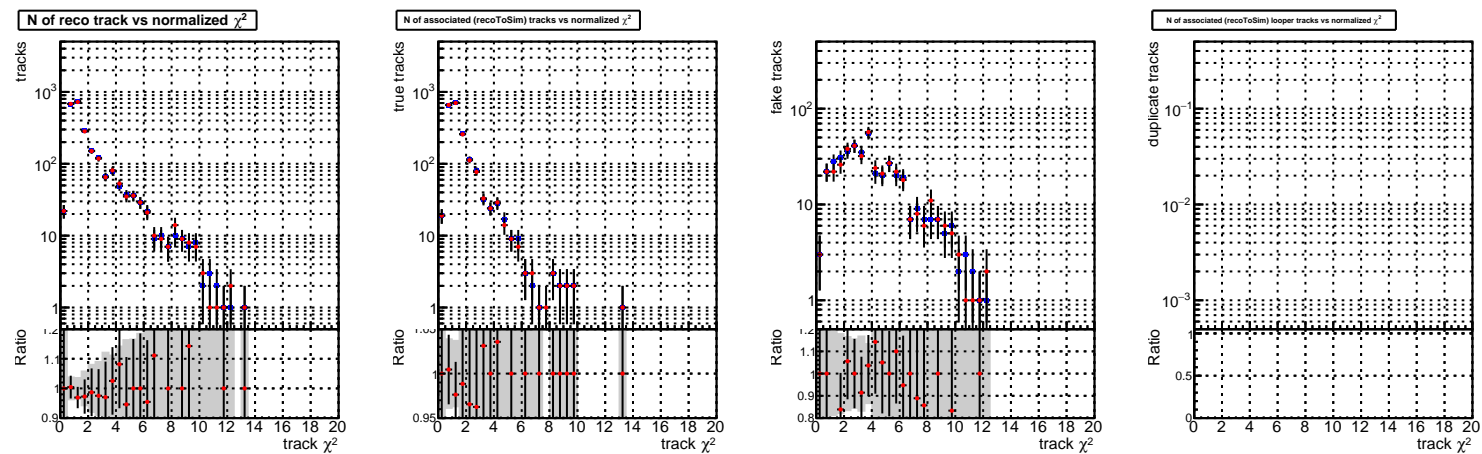 N of reco track vs normalized χ²
tracks
10³
10²
10
1
Ratio
1.2
1.1
1
0.9
0 2 4 6 8 10 12 14 16 18 20
track χ²
N of associated (recoToSim) tracks vs normalized χ²
true tracks
10³
10²
10
1
Ratio
1.05
1
0.95
0 2 4 6 8 10 12 14 16 18 20
track χ²
fake tracks
10²
10
1
Ratio
1.2
1.1
1
0.9
0.8
0 2 4 6 8 10 12 14 16 18 20
track χ²
N of associated (recoToSim) looper tracks vs normalized χ²
duplicate tracks
10⁻¹
10⁻²
10⁻³
Ratio
1
0.5
0
0 2 4 6 8 10 12 14 16 18 20
track χ²